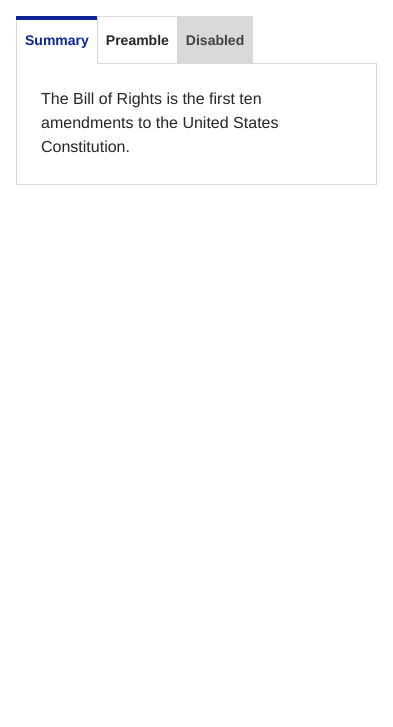 Summary Preamble Disabled
The Bill of Rights is the first ten
amendments to the United States
Constitution.